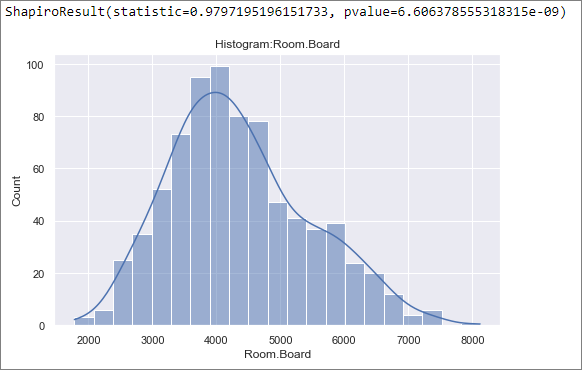 ShapiroResult(statistic=0.9797195196151733, pvalue=6.606378555318315e-09)
Histogram:Room.Board
100
80
60
40
20
0
Count
2000 3000 4000 5000 6000 7000 8000
Room.Board